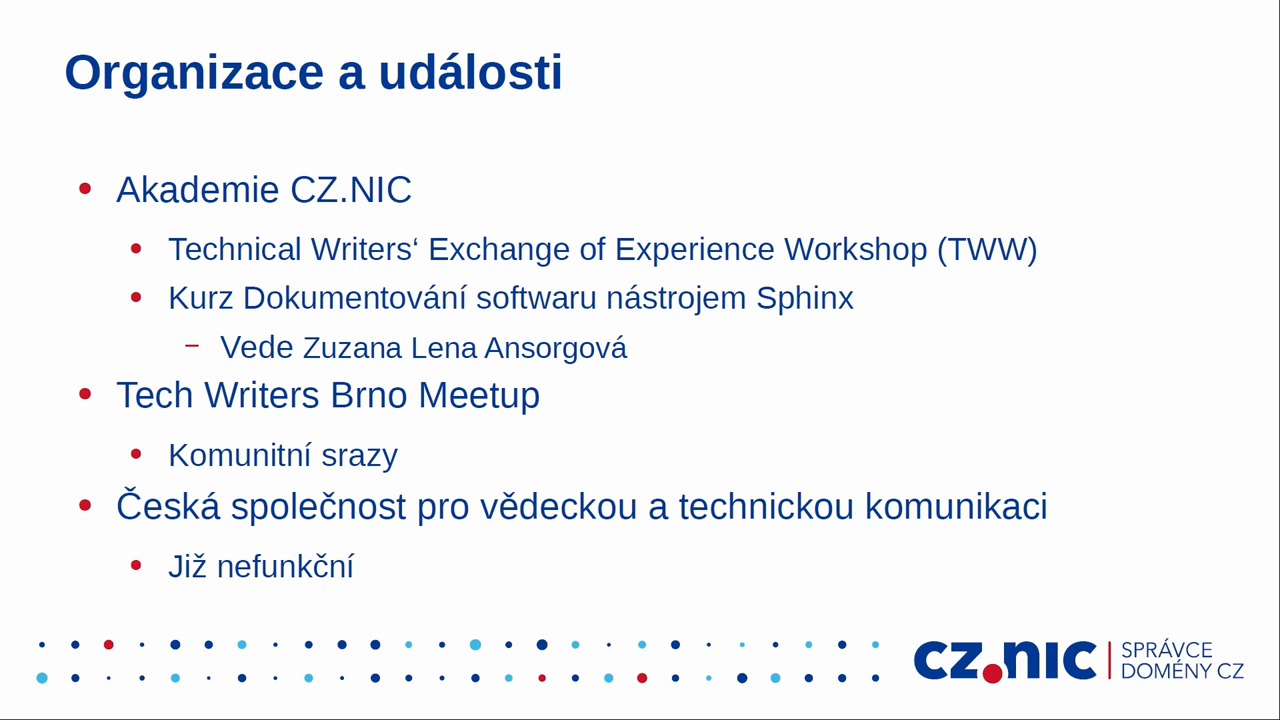 Organizace a události
Akademie CZ.NIC
Technical Writers‘ Exchange of Experience Workshop (TWW)
Kurz Dokumentování softwaru nástrojem Sphinx
– Vede Zuzana Lena Ansorgová
Tech Writers Brno Meetup
Komunitní srazy
Česká společnost pro vědeckou a technickou komunikaci
Již nefunkční
cz.nic
SPRÁVCE
DOMÉNY CZ